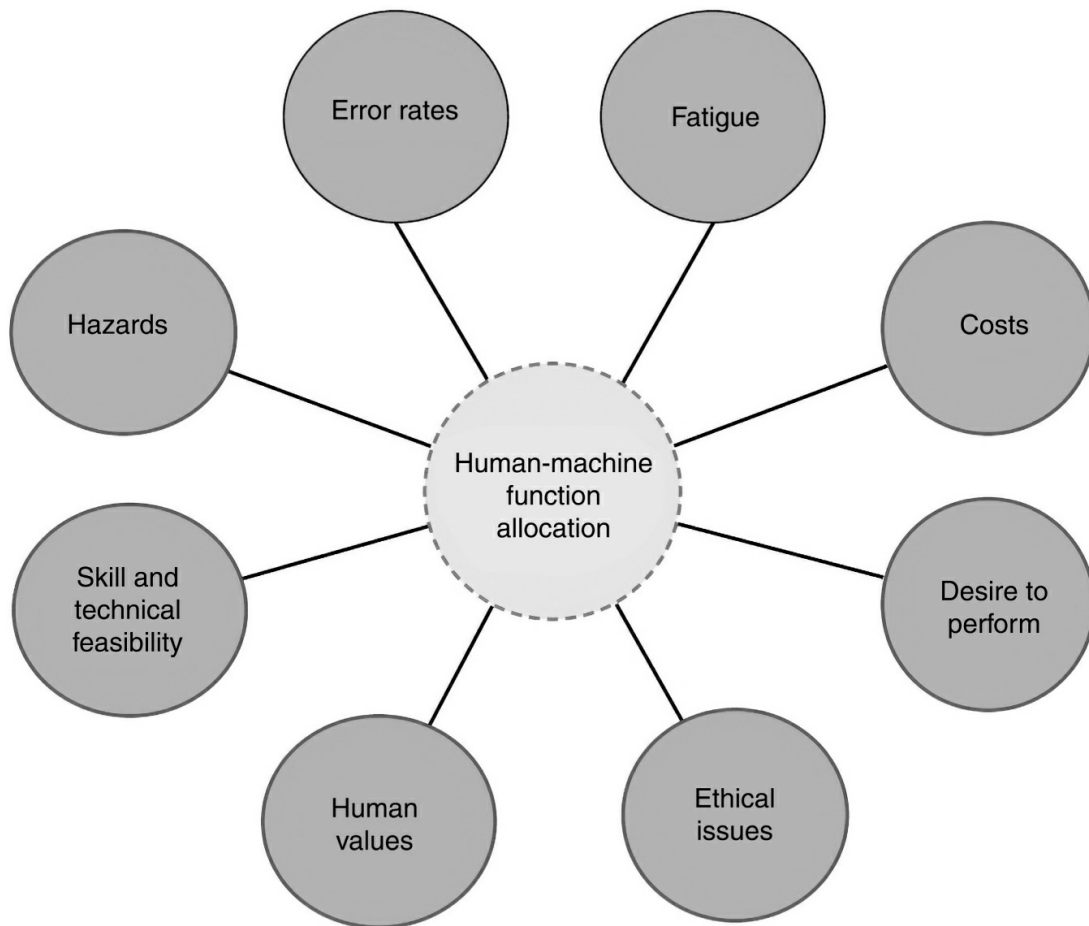 Error rates
Fatigue
Hazards
Costs
Human-machine
function
allocation
Skill and
technical
feasibility
Desire to
perform
Human
values
Ethical
issues